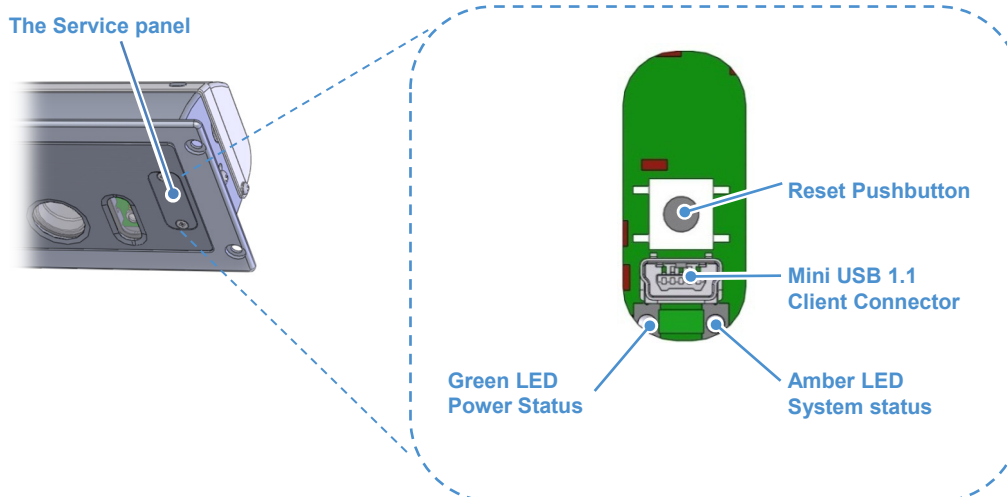 The Service panel
Reset Pushbutton
Mini USB 1.1
Client Connector
Green LED
Power Status
Amber LED
System status